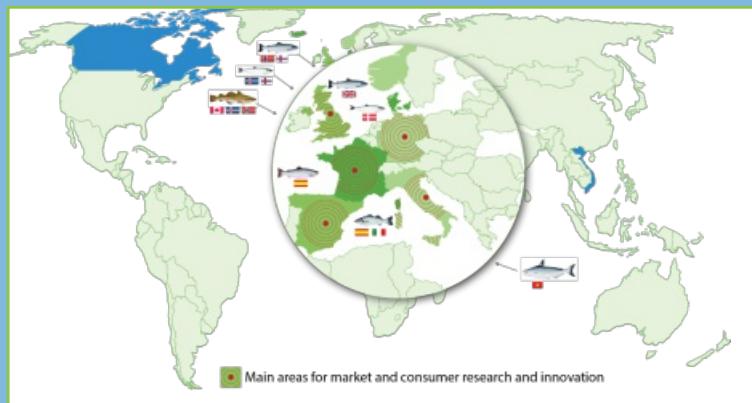 Main areas for market and consumer research and innovation